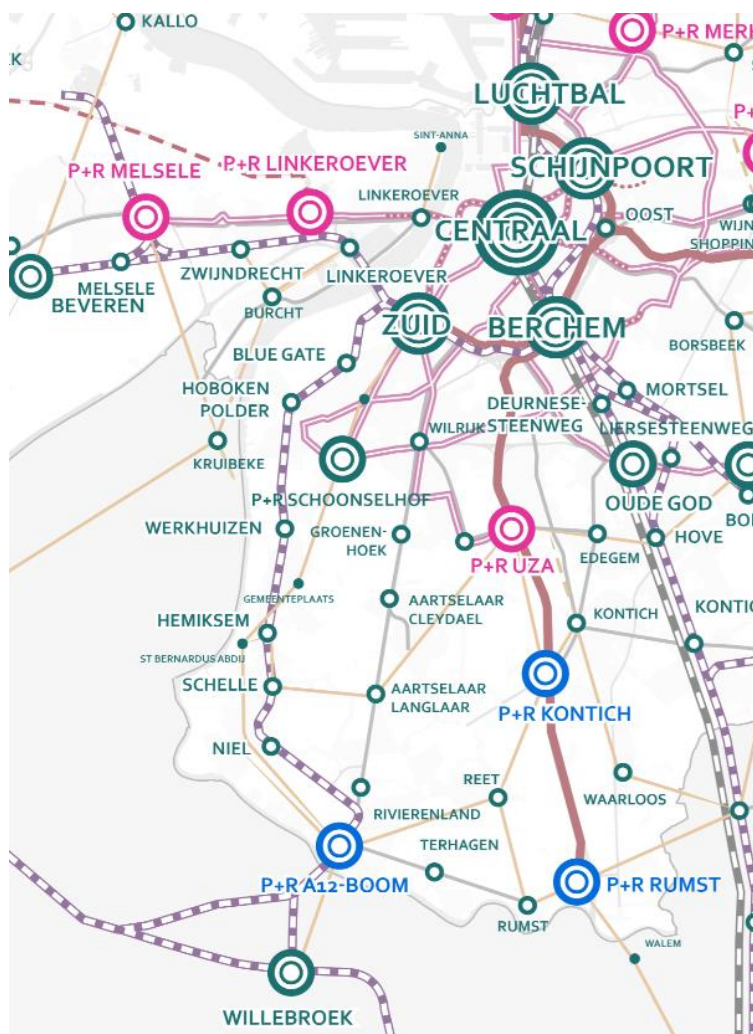 KALLO
P+R MERK
K
LUCHTBAL
P+
SINT-ANNA
P+R LINKEROEVER
P+R MELSELE
SCHIJNPOORT
LINKEROEVER
OOST
WIJN
SHOPPIN
CENTRAAL
ZWIJNDRECHT
LINKEROEVER
MELSELE
BEVEREN
BURCHT
ZUID
BERCHEM
BORSBEEK
BLUE GATE
HOBOKEN
POLDER
MORTSEL
DEURNESE-
STEENWEG
LIERSESTEENWEG
WILRIJK
KRUIBEKE
P+R SCHOONSELHOF
OUDE GOD
BO
WERKHUIZEN
GROENEN-
HOEK
HOVE
P+R UZA
EDEGEM
GEMEENTEPLAATS
AARTSELAAR
CLEYDAEL
KONTICH
KONTIC
HEMIKSEM
ST BERNARDUS ABDIJ
SCHELLE
AARTSELAAR
LANGLAAR
P+R KONTICH
NIEL
REET
WAARLOOS
RIVIERENLAND
TERHAGEN
P+R A12-BOOM
P+R RUMST
RUMST
WALEM
WILLEBROEK